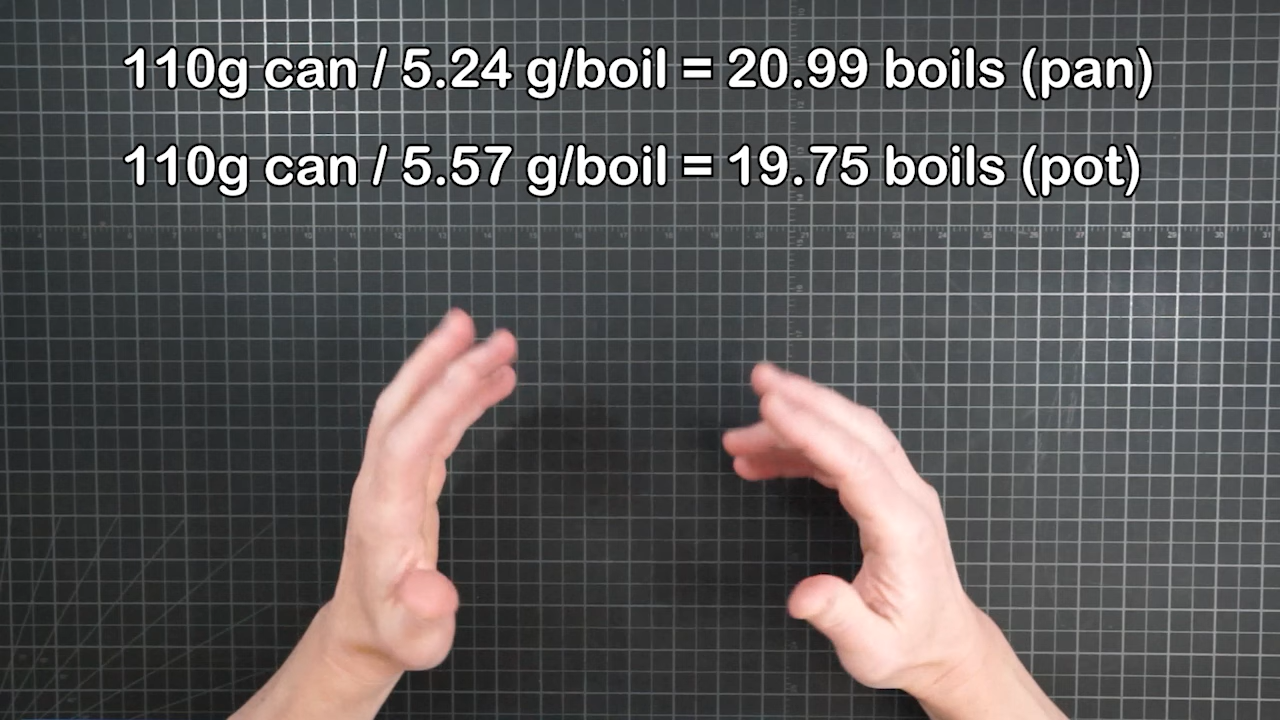 110g can / 5.24 g/boil = 20.99 boils (pan)
110g can / 5.57 g/boil = 19.75 boils (pot)